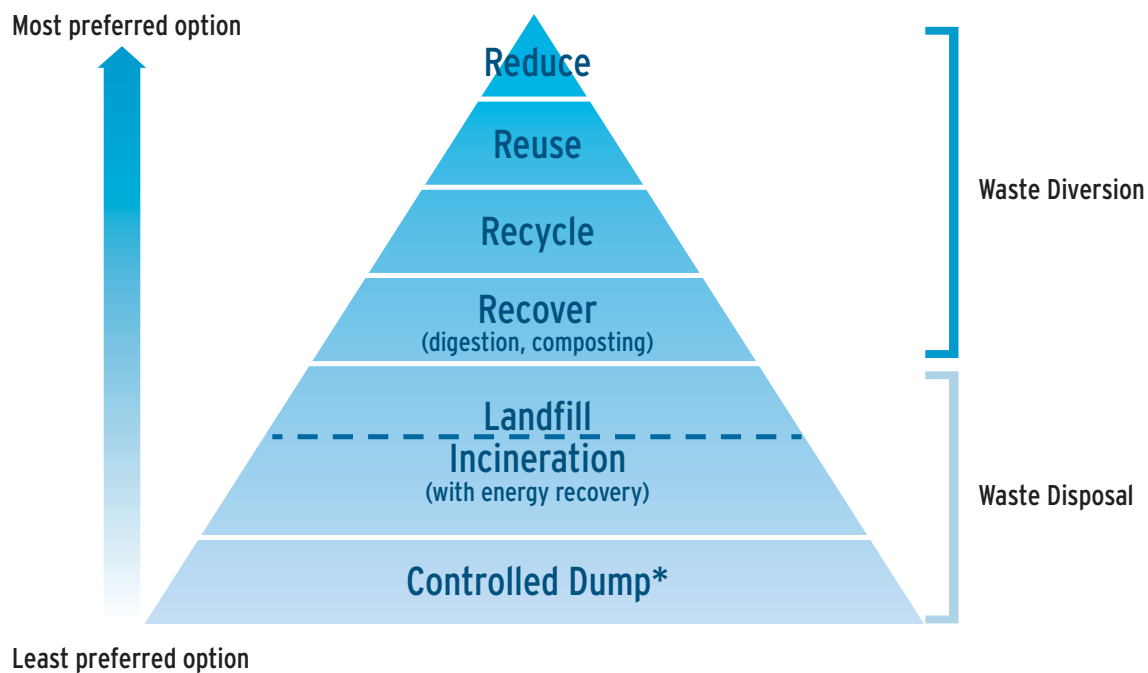 Most preferred option
Reduce
Reuse
Recycle
Recover
(digestion, composting)
Landfill
Incineration
(with energy recovery)
Controlled Dump*
Waste Diversion
Waste Disposal
Least preferred option